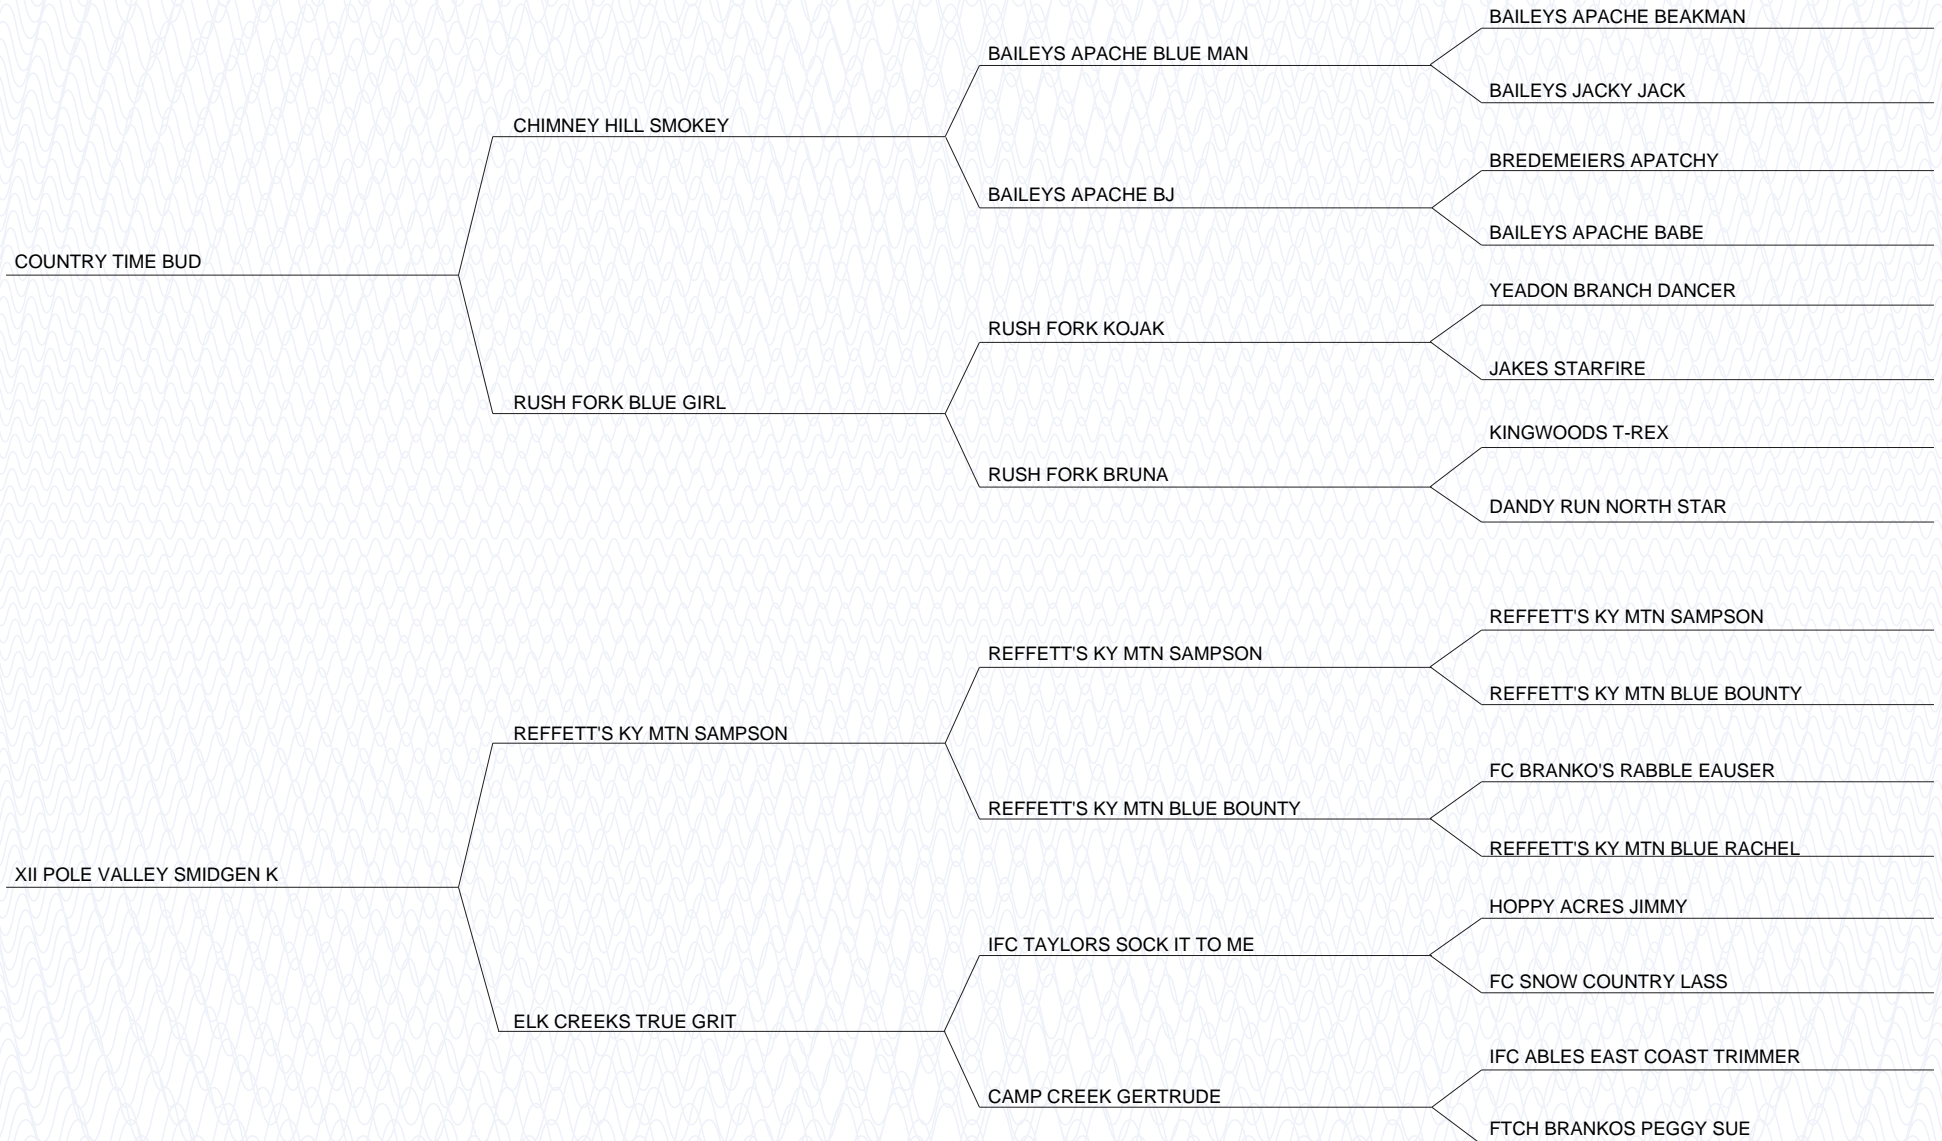 BAILEYS APACHE BEAKMAN
BAILEYS APACHE BLUE MAN
BAILEYS JACKY JACK
CHIMNEY HILL SMOKEY
BREDEMEIERS APATCHY
BAILEYS APACHE BJ
BAILEYS APACHE BABE
COUNTRY TIME BUD
YEADON BRANCH DANCER
RUSH FORK KOJAK
JAKES STARFIRE
RUSH FORK BLUE GIRL
KINGWOODS T-REX
RUSH FORK BRUNA
DANDY RUN NORTH STAR
REFFETT'S KY MTN SAMPSON
REFFETT'S KY MTN SAMPSON
REFFETT'S KY MTN BLUE BOUNTY
REFFETT'S KY MTN SAMPSON
FC BRANKO'S RABBLE EAUSER
REFFETT'S KY MTN BLUE BOUNTY
REFFETT'S KY MTN BLUE RACHEL
XII POLE VALLEY SMIDGEN K
HOPPY ACRES JIMMY
IFC TAYLORS SOCK IT TO ME
FC SNOW COUNTRY LASS
ELK CREEKS TRUE GRIT
IFC ABLES EAST COAST TRIMMER
CAMP CREEK GERTRUDE
FTCH BRANKOS PEGGY SUE